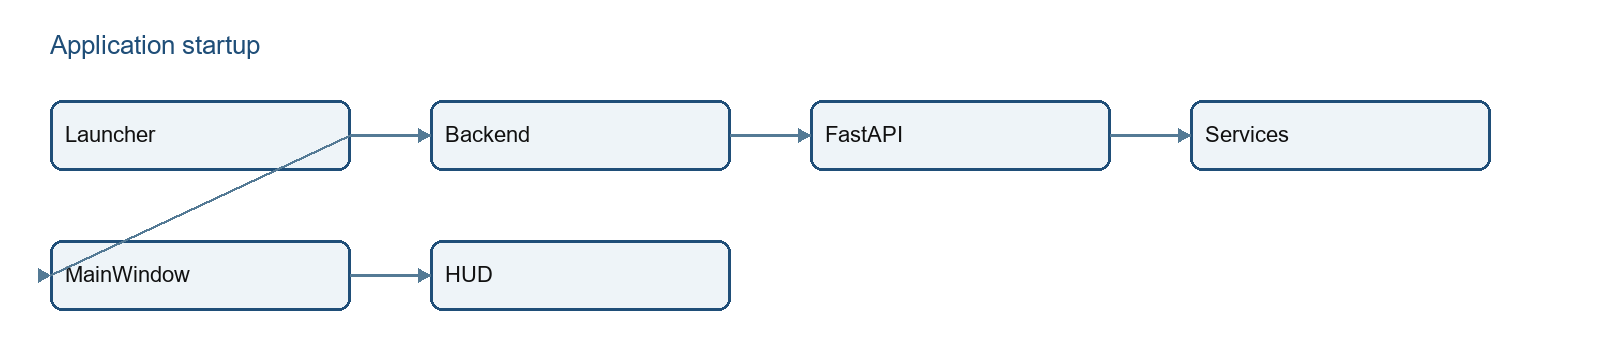 Application startup
Launcher
Backend
FastAPI
Services
MainWindow
HUD